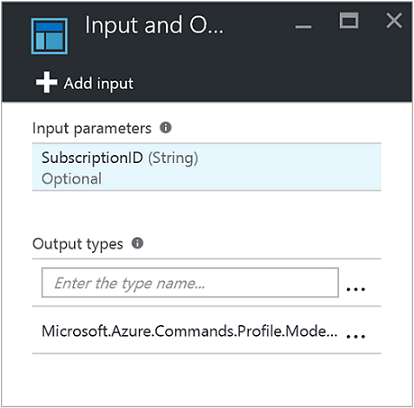 Input and O...
Add input
Input parameters
SubscriptionID (String)
Optional
Output types
Enter the type name...
...
Microsoft.Azure.Commands.Profile.Mode...
...